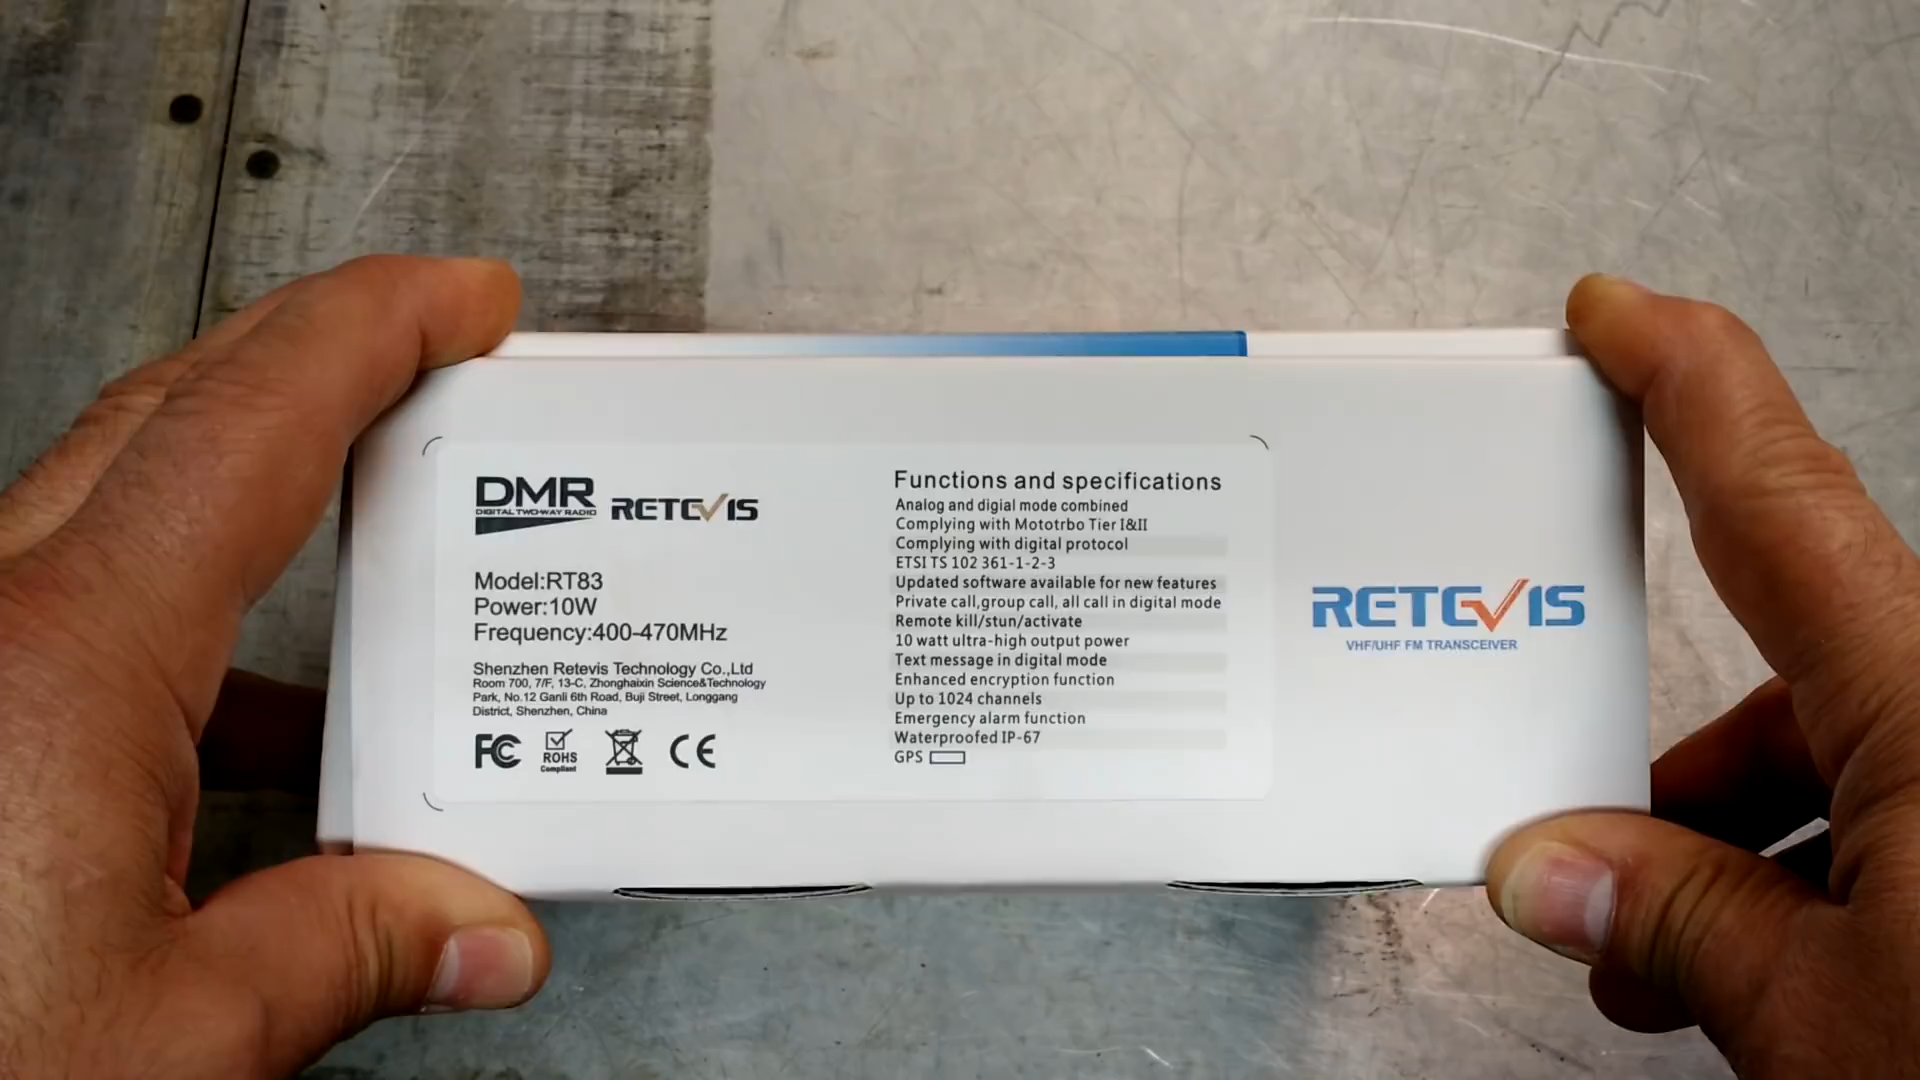 DMR
DIGITAL TWO-WAY RADIO
RETEVIS
Model:RT83
Power:10W
Frequency:400-470MHz
Shenzhen Retevis Technology Co.,Ltd
Room 700, 7/F, 13-C, Zhonghaixin Science&Technology
Park, No.12 Ganli 6th Road, Buji Street, Longgang
District, Shenzhen, China
FC
ROHS
Compliant
CE
Functions and specifications
Analog and digial mode combined
Complying with Mototrbo Tier I&II
Complying with digital protocol
ETSI TS 102 361-1-2-3
Updated software available for new features
Private call,group call, all call in digital mode
Remote kill/stun/activate
10 watt ultra-high output power
Text message in digital mode
Enhanced encryption function
Up to 1024 channels
Emergency alarm function
Waterproofed IP-67
GPS
RETEVIS
VHF/UHF FM TRANSCEIVER